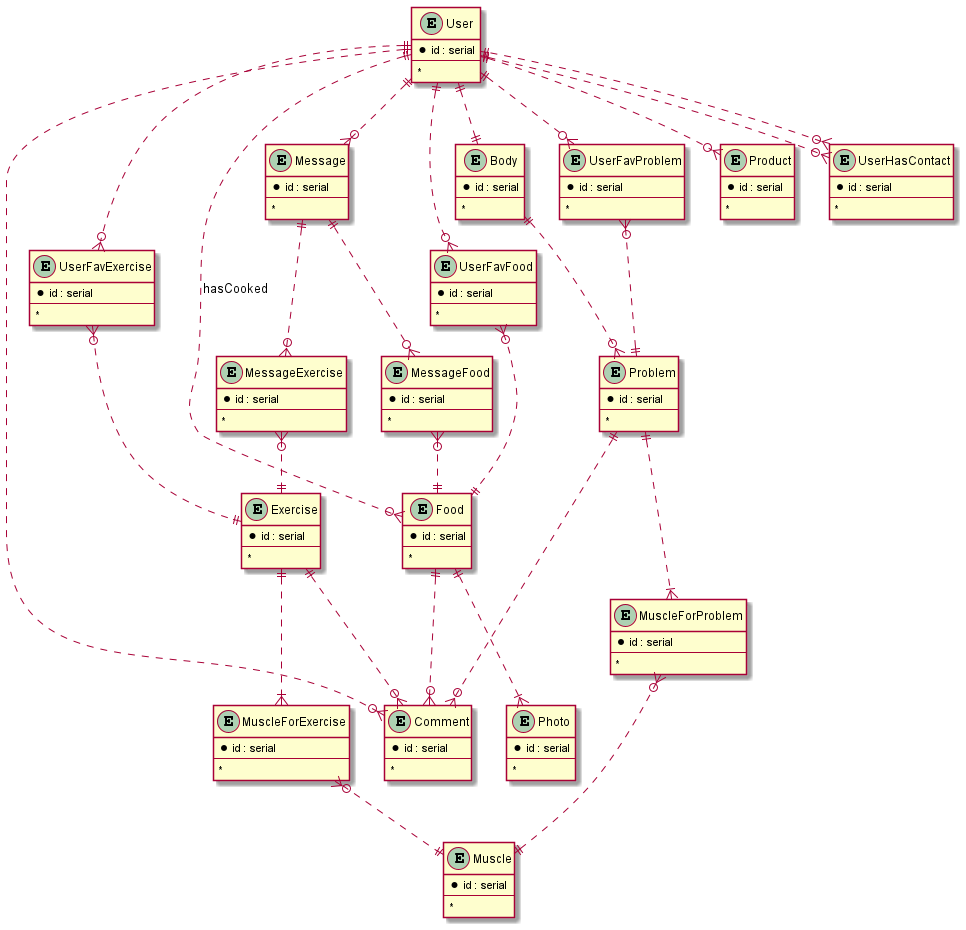 E User
id : serial
*
E Message
id : serial
*
E Body
id : serial
*
E UserFavProblem
id : serial
*
E Product
id : serial
*
E UserHasContact
id : serial
*
E UserFavExercise
id : serial
*
hasCooked
E UserFavFood
id : serial
*
E MessageExercise
id : serial
*
E MessageFood
id : serial
*
E Problem
id : serial
*
E Exercise
id : serial
*
E Food
id : serial
*
E MuscleForProblem
id : serial
*
E MuscleForExercise
id : serial
*
E Comment
id : serial
*
E Photo
id : serial
*
E Muscle
id : serial
*